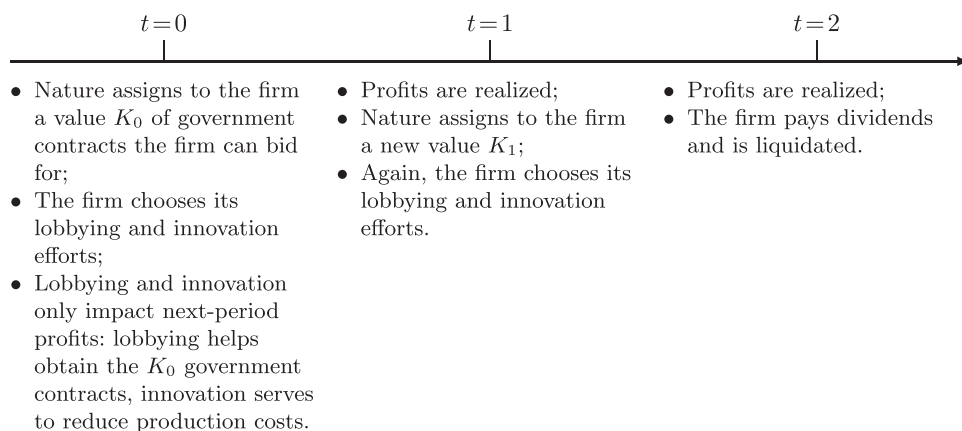 t=0
t=1
t=2
• Nature assigns to the firm
a value K₀ of government
contracts the firm can bid
for;
• The firm chooses its
lobbying and innovation
efforts;
• Lobbying and innovation
only impact next-period
profits: lobbying helps
obtain the K₀ government
contracts, innovation serves
to reduce production costs.
• Profits are realized;
• Nature assigns to the firm
a new value K₁;
• Again, the firm chooses its
lobbying and innovation
efforts.
• Profits are realized;
• The firm pays dividends
and is liquidated.